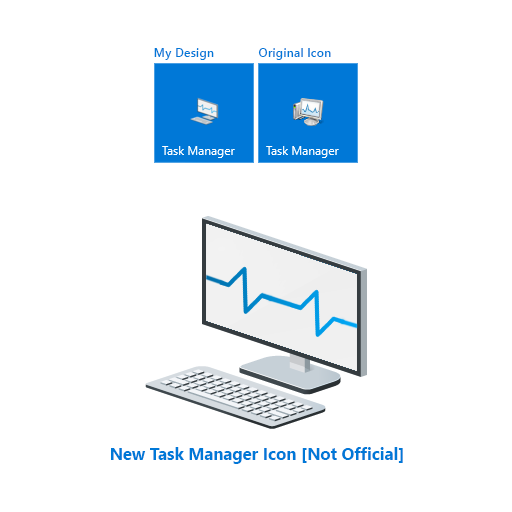 My Design
Original Icon
Task Manager
Task Manager
New Task Manager Icon [Not Official]